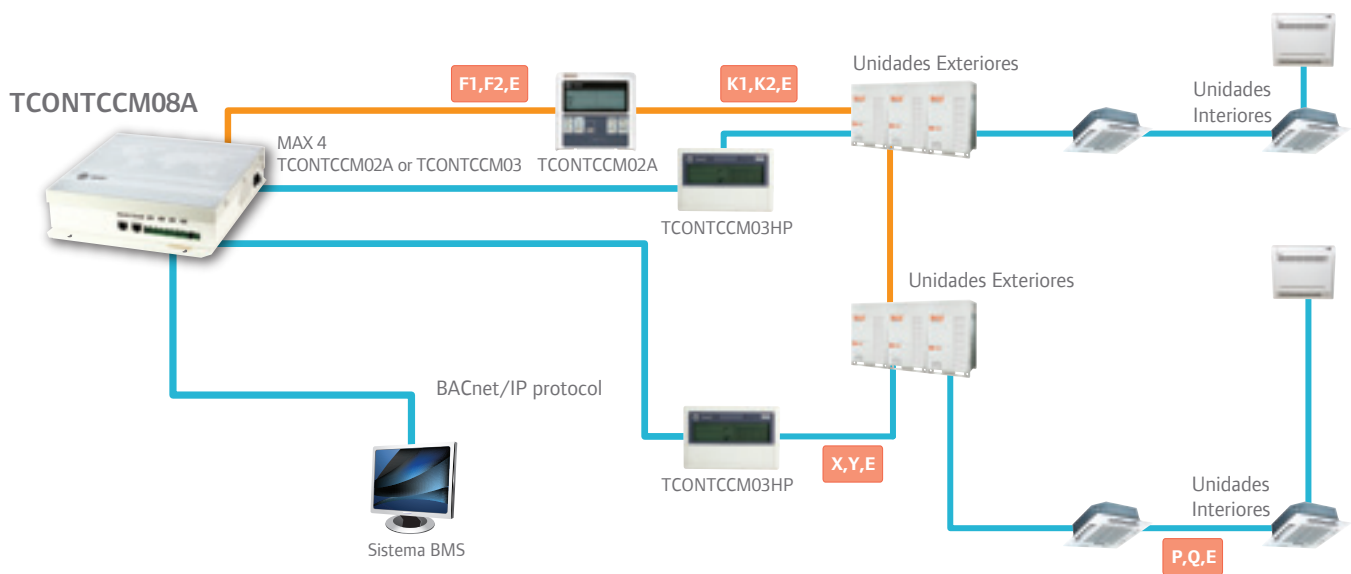 TCONTCCM08A
F1,F2,E
K1,K2,E
Unidades Exteriores
Unidades
Interiores
MAX 4
TCONTCCM02A or TCONTCCM03
TCONTCCM02A
TCONTCCM03HP
Unidades Exteriores
BACnet/IP protocol
X,Y,E
TCONTCCM03HP
Unidades
Interiores
P,Q,E
Sistema BMS